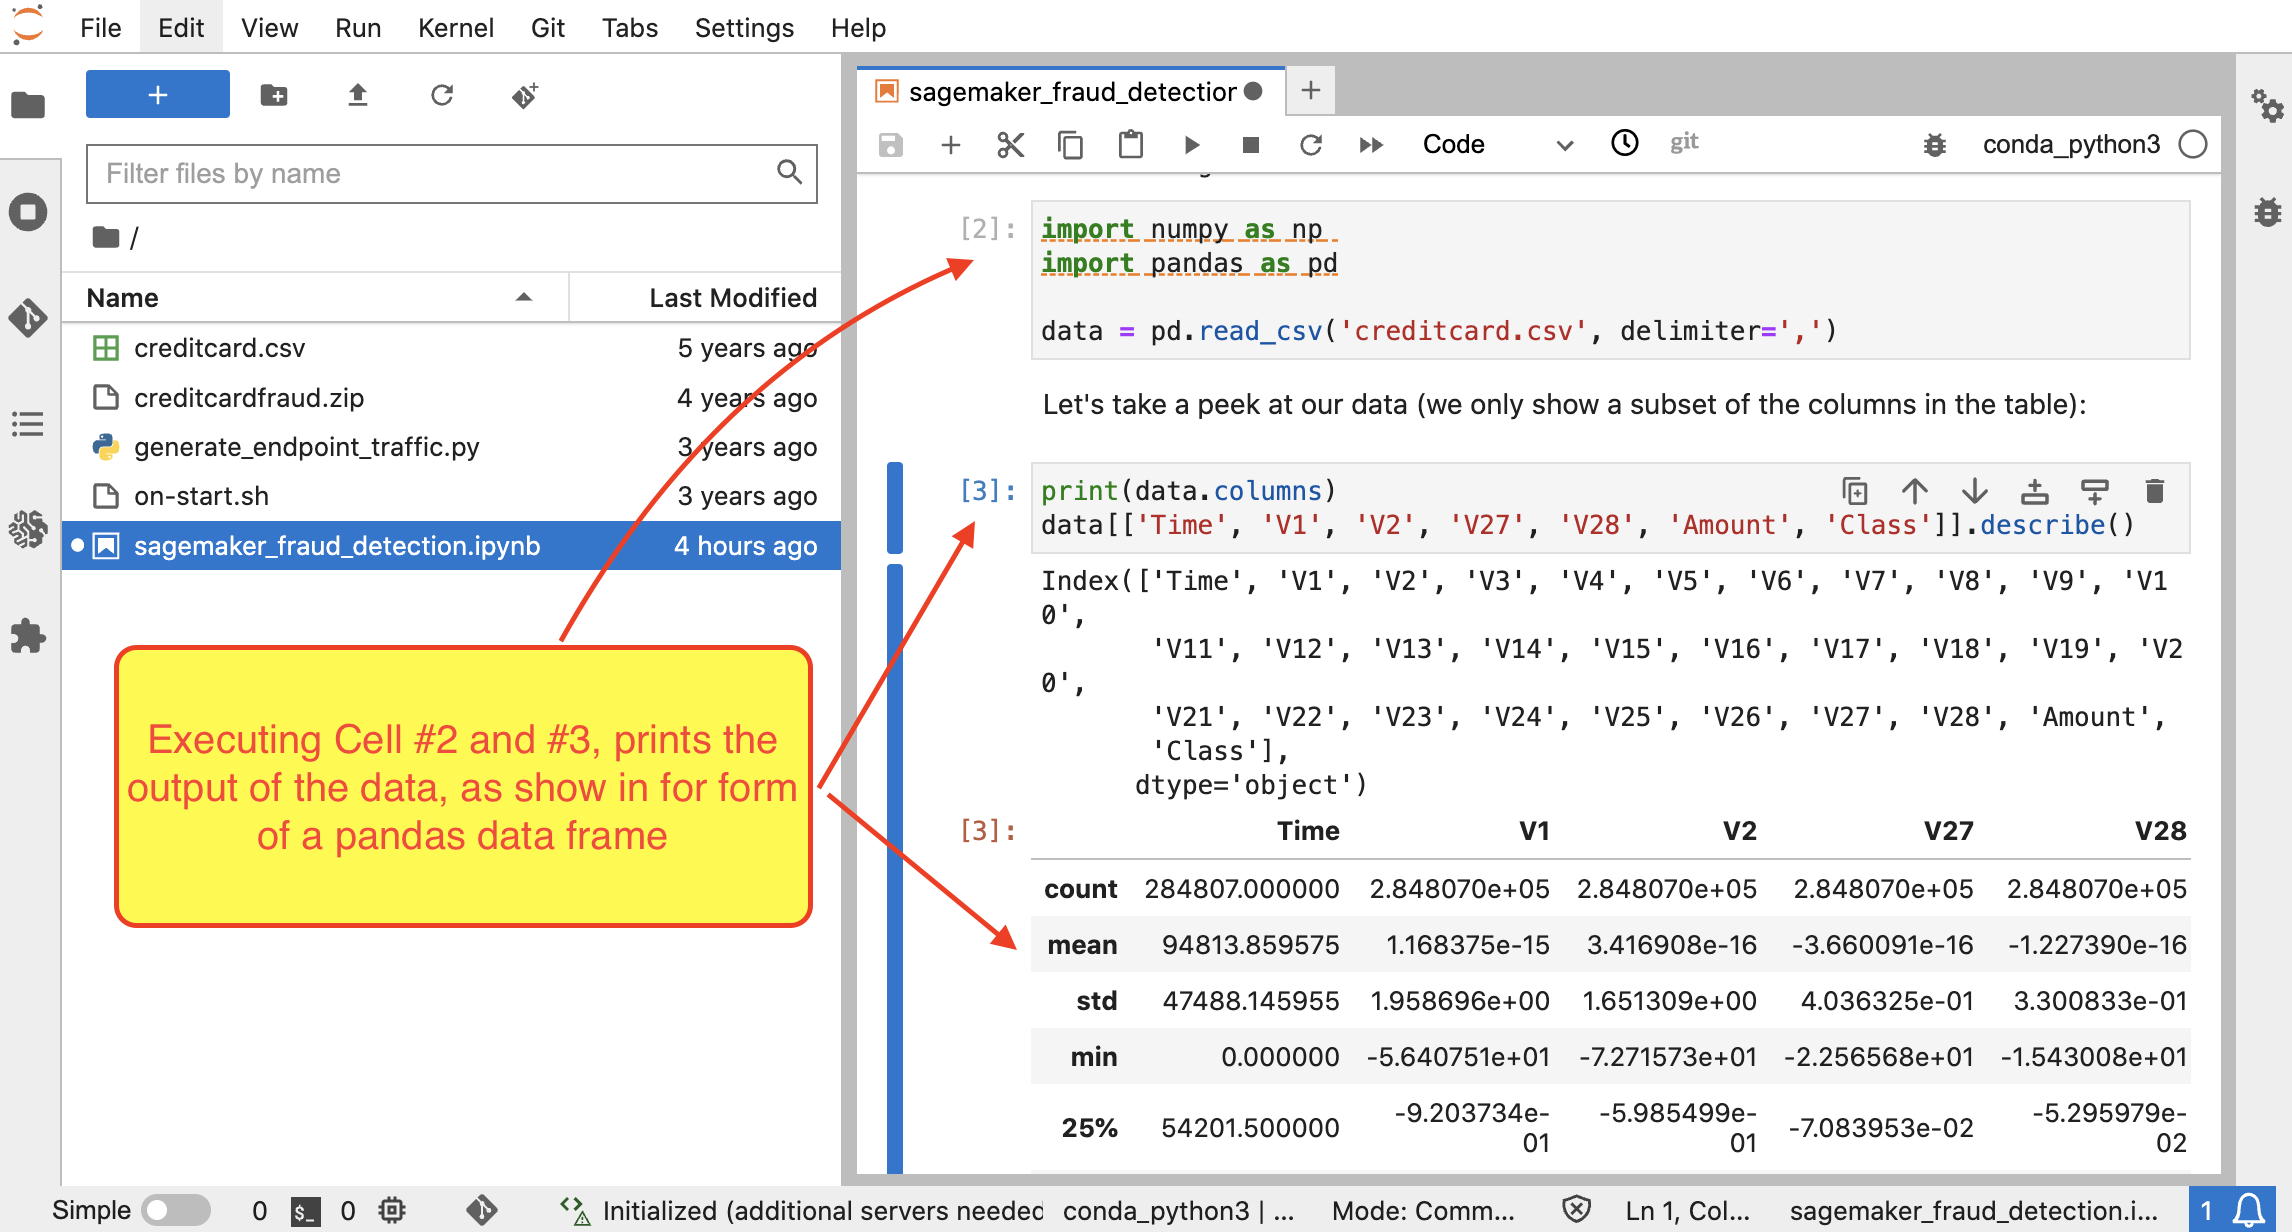 File Edit View Run Kernel Git Tabs Settings Help
Filter files by name
/
Name Last Modified
creditcard.csv 5 years ago
creditcardfraud.zip 4 years ago
generate_endpoint_traffic.py 3 years ago
on-start.sh 3 years ago
sagemaker_fraud_detection.ipynb 4 hours ago
Executing Cell #2 and #3, prints the
output of the data, as show in for form
of a pandas data frame
sagemaker_fraud_detection
Code git conda_python3
[2]: import numpy as np
import pandas as pd
data = pd.read_csv('creditcard.csv', delimiter=',')
Let's take a peek at our data (we only show a subset of the columns in the table):
[3]: print(data.columns)
data[['Time', 'V1', 'V2', 'V27', 'V28', 'Amount', 'Class']].describe()
Index(['Time', 'V1', 'V2', 'V3', 'V4', 'V5', 'V6', 'V7', 'V8', 'V9', 'V1
0',
'V11', 'V12', 'V13', 'V14', 'V15', 'V16', 'V17', 'V18', 'V19', 'V2
0',
'V21', 'V22', 'V23', 'V24', 'V25', 'V26', 'V27', 'V28', 'Amount',
'Class'],
dtype='object')
[3]: Time V1 V2 V27 V28
count 284807.000000 2.848070e+05 2.848070e+05 2.848070e+05 2.848070e+05
mean 94813.859575 1.168375e-15 3.416908e-16 -3.660091e-16 -1.227390e-16
std 47488.145955 1.958696e+00 1.651309e+00 4.036325e-01 3.300833e-01
min 0.000000 -5.640751e+01 -7.271573e+01 -2.256568e+01 -1.543008e+01
25% 54201.500000 -9.203734e-01 -5.985499e-01 -7.083953e-02 -5.295979e-02
Simple 0 $_ 0 Initialized (additional servers needed conda_python3 | ... Mode: Comm... Ln 1, Col... sagemaker_fraud_detection.i... 1